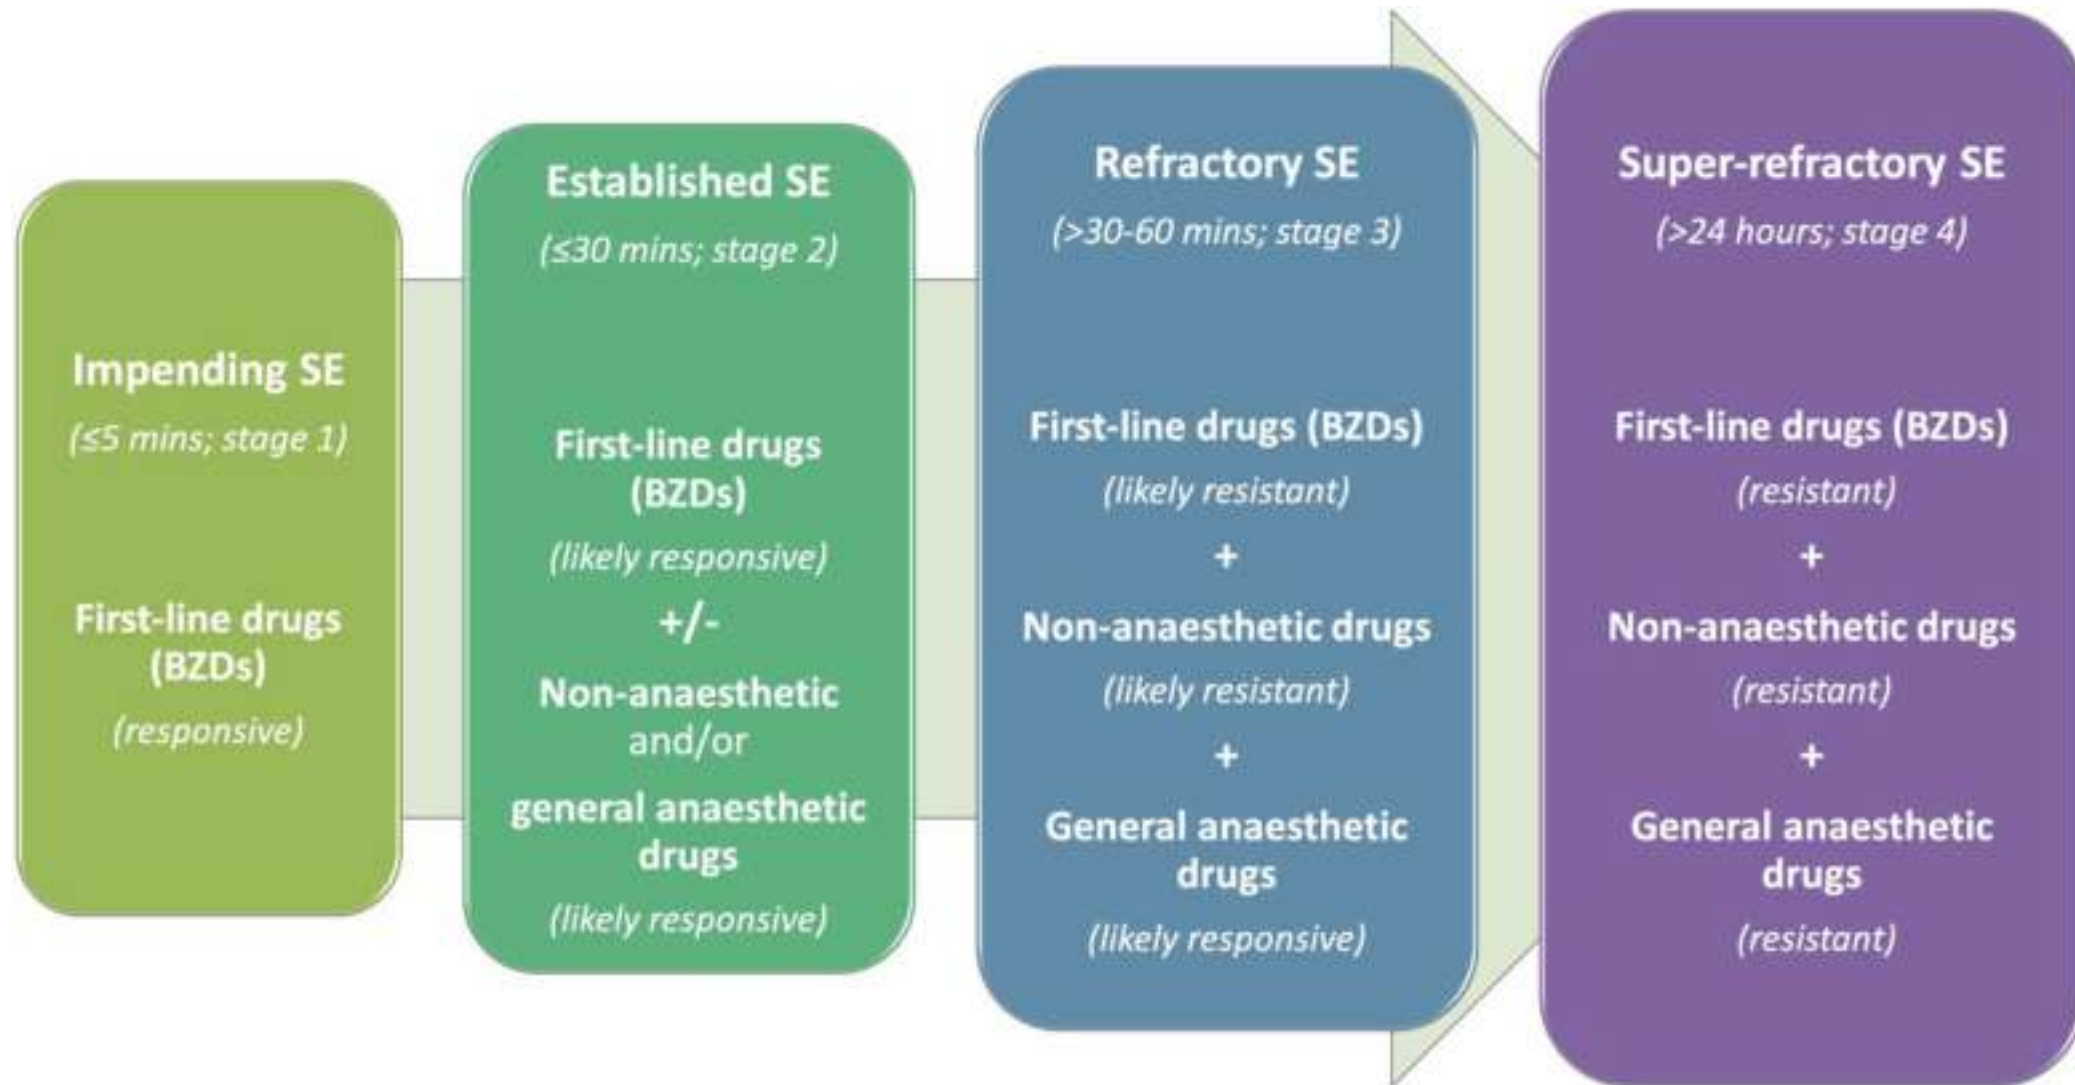 Impending SE
(≤5 mins; stage 1)
First-line drugs
(BZDs)
(responsive)
Established SE
(≤30 mins; stage 2)
First-line drugs
(BZDs)
(likely responsive)
+/-
Non-anaesthetic
and/or
general anaesthetic
drugs
(likely responsive)
Refractory SE
(>30-60 mins; stage 3)
First-line drugs (BZDs)
(likely resistant)
+
Non-anaesthetic drugs
(likely resistant)
+
General anaesthetic
drugs
(likely responsive)
Super-refractory SE
(>24 hours; stage 4)
First-line drugs (BZDs)
(resistant)
+
Non-anaesthetic drugs
(resistant)
+
General anaesthetic
drugs
(resistant)